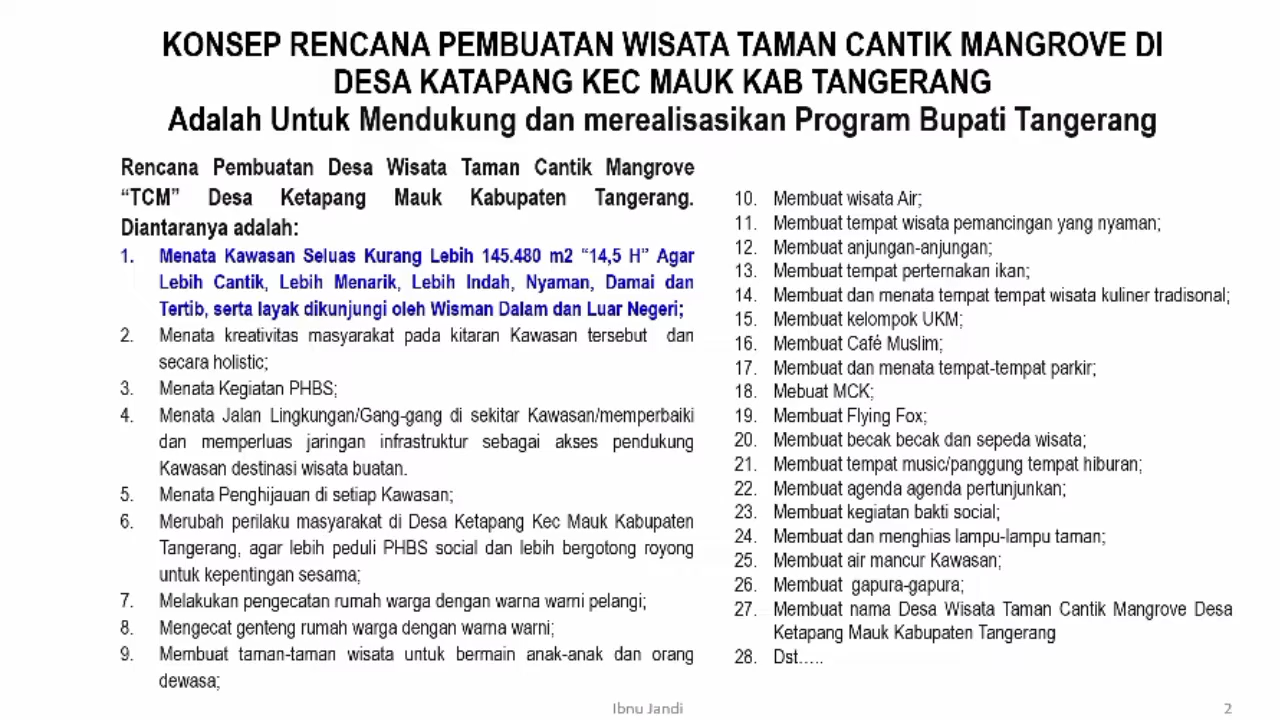 KONSEP RENCANA PEMBUATAN WISATA TAMAN CANTIK MANGROVE DI
DESA KATAPANG KEC MAUK KAB TANGERANG
Adalah Untuk Mendukung dan merealisasikan Program Bupati Tangerang
Rencana Pembuatan Desa Wisata Taman Cantik Mangrove
“TCM” Desa Ketapang Mauk Kabupaten Tangerang.
Diantaranya adalah:
1. Menata Kawasan Seluas Kurang Lebih 145.480 m2 “14,5 H” Agar
Lebih Cantik, Lebih Menarik, Lebih Indah, Nyaman, Damai dan
Tertib, serta layak dikunjungi oleh Wisman Dalam dan Luar Negeri;
2. Menata kreativitas masyarakat pada kitaran Kawasan tersebut dan
secara holistic;
3. Menata Kegiatan PHBS;
4. Menata Jalan Lingkungan/Gang-gang di sekitar Kawasan/memperbaiki
dan memperluas jaringan infrastruktur sebagai akses pendukung
Kawasan destinasi wisata buatan.
5. Menata Penghijauan di setiap Kawasan;
6. Merubah perilaku masyarakat di Desa Ketapang Kec Mauk Kabupaten
Tangerang, agar lebih peduli PHBS social dan lebih bergotong royong
untuk kepentingan sesama;
7. Melakukan pengecatan rumah warga dengan warna warni pelangi;
8. Mengecat genteng rumah warga dengan warna warni;
9. Membuat taman-taman wisata untuk bermain anak-anak dan orang
dewasa;
10. Membuat wisata Air;
11. Membuat tempat wisata pemancingan yang nyaman;
12. Membuat anjungan-anjungan;
13. Membuat tempat perternakan ikan;
14. Membuat dan menata tempat tempat wisata kuliner tradisonal;
15. Membuat kelompok UKM;
16. Membuat Café Muslim;
17. Membuat dan menata tempat-tempat parkir;
18. Mebuat MCK;
19. Membuat Flying Fox;
20. Membuat becak becak dan sepeda wisata;
21. Membuat tempat music/panggung tempat hiburan;
22. Membuat agenda agenda pertunjunkan;
23. Membuat kegiatan bakti social;
24. Membuat dan menghias lampu-lampu taman;
25. Membuat air mancur Kawasan;
26. Membuat gapura-gapura;
27. Membuat nama Desa Wisata Taman Cantik Mangrove Desa
Ketapang Mauk Kabupaten Tangerang
28. Dst.....
Ibnu Jandi
2